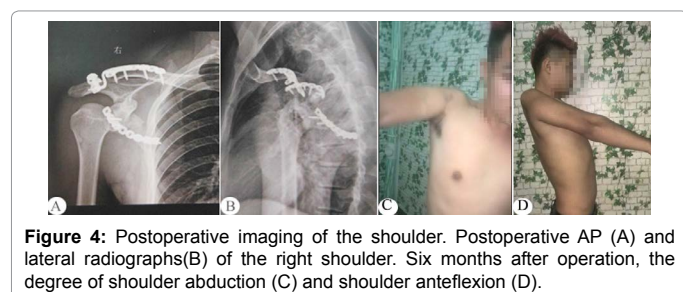 右
A
B
C
D
Figure 4: Postoperative imaging of the shoulder. Postoperative AP (A) and
lateral radiographs(B) of the right shoulder. Six months after operation, the
degree of shoulder abduction (C) and shoulder anteflexion (D).